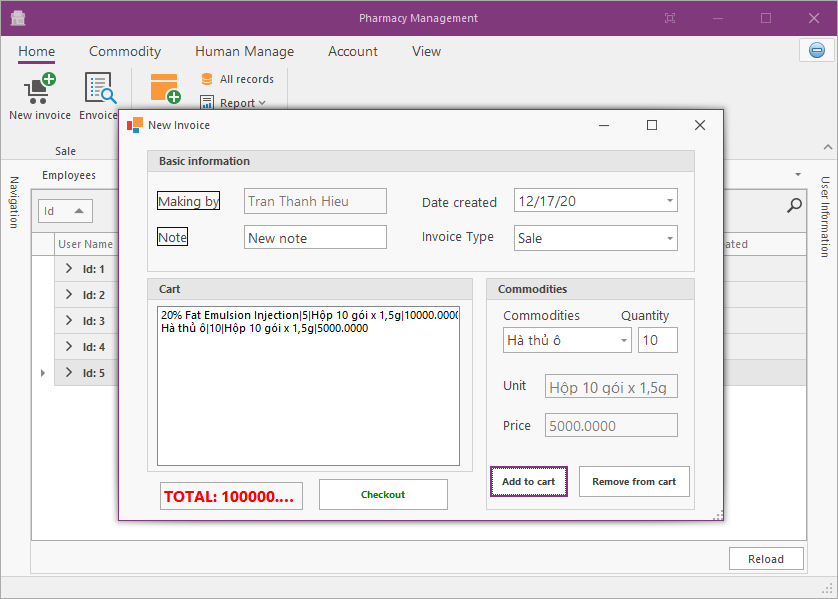 Pharmacy Management
Home Commodity Human Manage Account View
All records
Report
New invoice Envoice
Sale
New Invoice
Employees
Navigation
User Information
Id
User Name
ated
Id: 1
Id: 2
Id: 3
Id: 4
Id: 5
Basic information
Making by Tran Thanh Hieu Date created 12/17/20
Note New note Invoice Type Sale
Cart
20% Fat Emulsion Injection|5|Hộp 10 gói x 1,5g|10000.0000
Hà thủ ô|10|Hộp 10 gói x 1,5g|5000.0000
Commodities
Commodities Quantity
Hà thủ ô 10
Unit Hộp 10 gói x 1,5g
Price 5000.0000
Add to cart Remove from cart
TOTAL: 100000.... Checkout
Reload